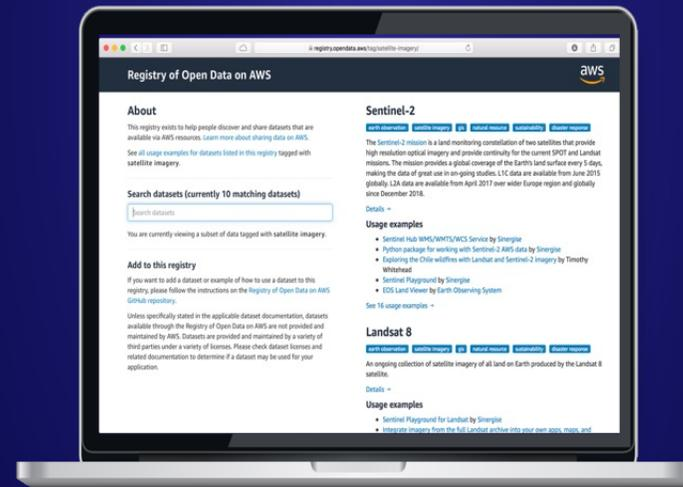 registry.opendata.aws/tag/satellite-imagery/
Registry of Open Data on AWS
aws
About
This registry exists to help people discover and share datasets that are
available via AWS resources. Learn more about sharing data on AWS.
See all usage examples for datasets listed in this registry tagged with
satellite imagery.
Search datasets (currently 10 matching datasets)
Search datasets
You are currently viewing a subset of data tagged with satellite imagery.
Add to this registry
If you want to add a dataset or example of how to use a dataset to this
registry, please follow the instructions on the Registry of Open Data on AWS
GitHub repository.
Unless specifically stated in the applicable dataset documentation, datasets
available through the Registry of Open Data on AWS are not provided and
maintained by AWS. Datasets are provided and maintained by a variety of
third parties under a variety of licenses. Please check dataset licenses and
related documentation to determine if a dataset may be used for your
application.
Sentinel-2
earth observation satellite imagery gis natural resource sustainability disaster response
The Sentinel-2 mission is a land monitoring constellation of two satellites that provide
high resolution optical imagery and provide continuity for the current SPOT and Landsat
missions. The mission provides a global coverage of the Earth's land surface every 5 days,
making the data of great use in on-going studies. L1C data are available from June 2015
globally. L2A data are available from April 2017 over wider Europe region and globally
since December 2018.
Details →
Usage examples
• Sentinel Hub WMS/WMTS/WCS Service by Sinergise
• Python package for working with Sentinel-2 AWS data by Sinergise
• Exploring the Chile wildfires with Landsat and Sentinel-2 imagery by Timothy
Whitehead
• Sentinel Playground by Sinergise
• EOS Land Viewer by Earth Observing System
See 16 usage examples →
Landsat 8
earth observation satellite imagery gis natural resource sustainability disaster response
An ongoing collection of satellite imagery of all land on Earth produced by the Landsat 8
satellite.
Details →
Usage examples
• Sentinel Playground for Landsat by Sinergise
• Integrate imagery from the full Landsat archive into your own apps, maps, and